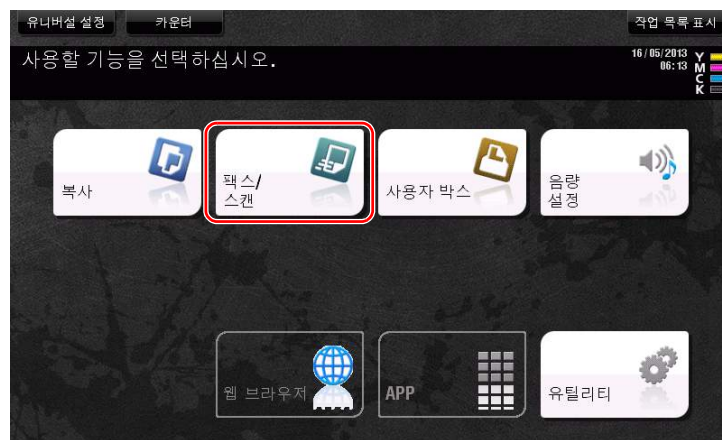 유니버설 설정 카운터 작업 목록 표시
사용할 기능을 선택하십시오.
16/05/2013
06:13
Y
M
C
K
복사
팩스/
스캔
사용자 박스
음량
설정
웹 브라우저
APP
유틸리티